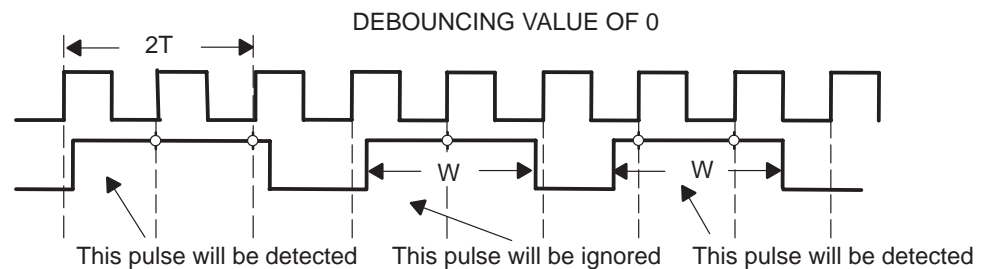 DEBOUNCING VALUE OF 0
2T
W
W
This pulse will be detected
This pulse will be ignored
This pulse will be detected